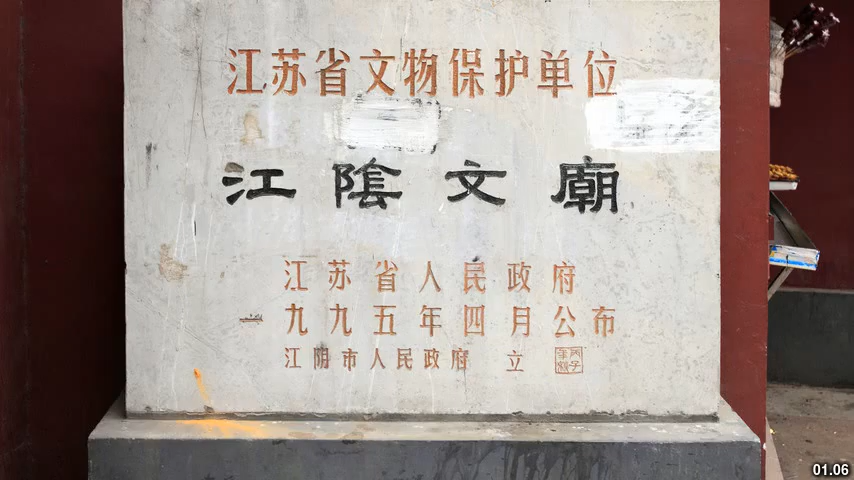 江苏省文物保护单位
江陰文廟
江苏省人民政府
一九九五年四月公布
江阴市人民政府 立
01.06